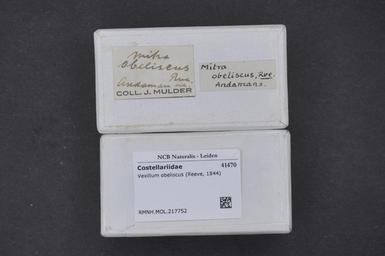 Mitra
obeliscus
Rve.
Andaman
COLL. J. MULDER
Mitra
obeliscus, Rve.
Andamans.
NCB Naturalis - Leiden
Costellariidae 41470
Vexillum obeliscus (Reeve, 1844)
RMNH.MOL.217752